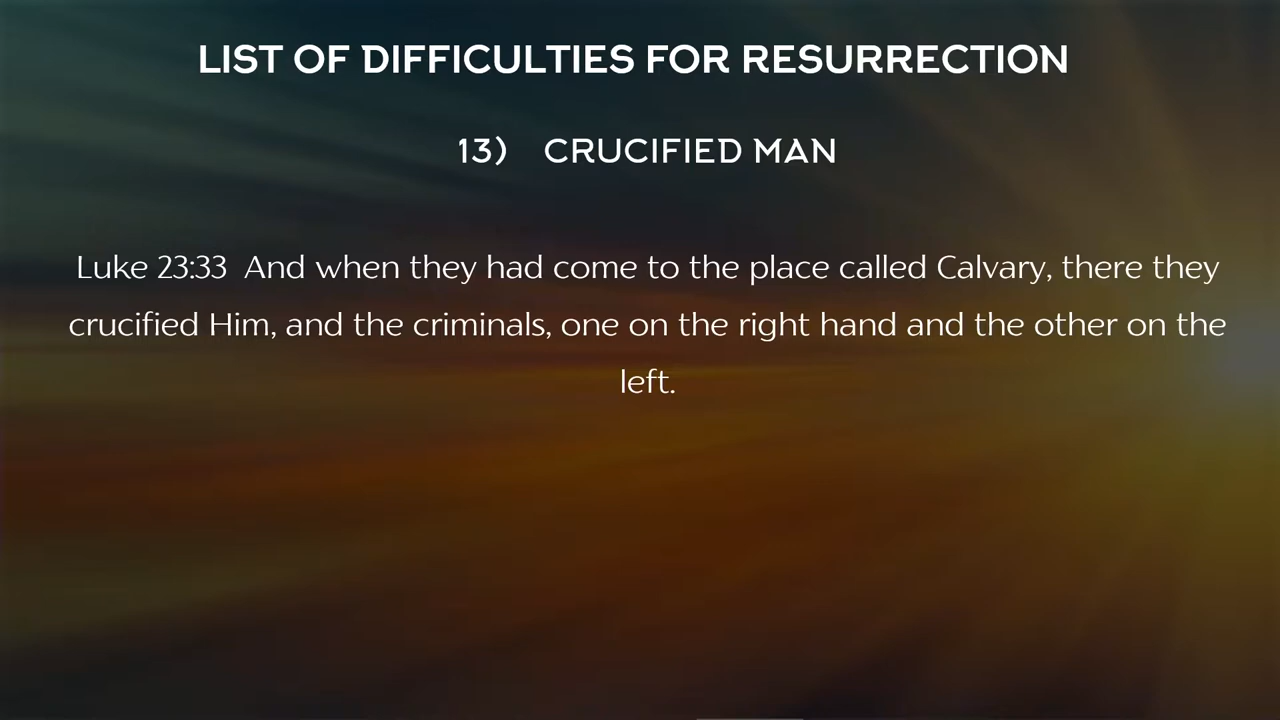 LIST OF DIFFICULTIES FOR RESURRECTION
13) CRUCIFIED MAN
Luke 23:33 And when they had come to the place called Calvary, there they
crucified Him, and the criminals, one on the right hand and the other on the
left.